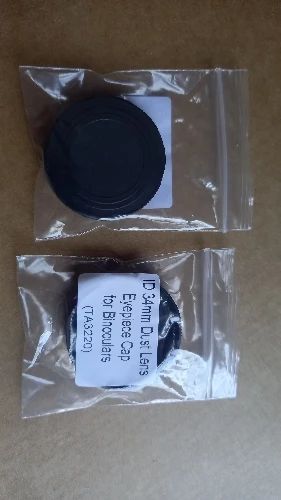 ID 34mm Dust Lens
Eyepiece Cap
for Binoculars
(TA3220)